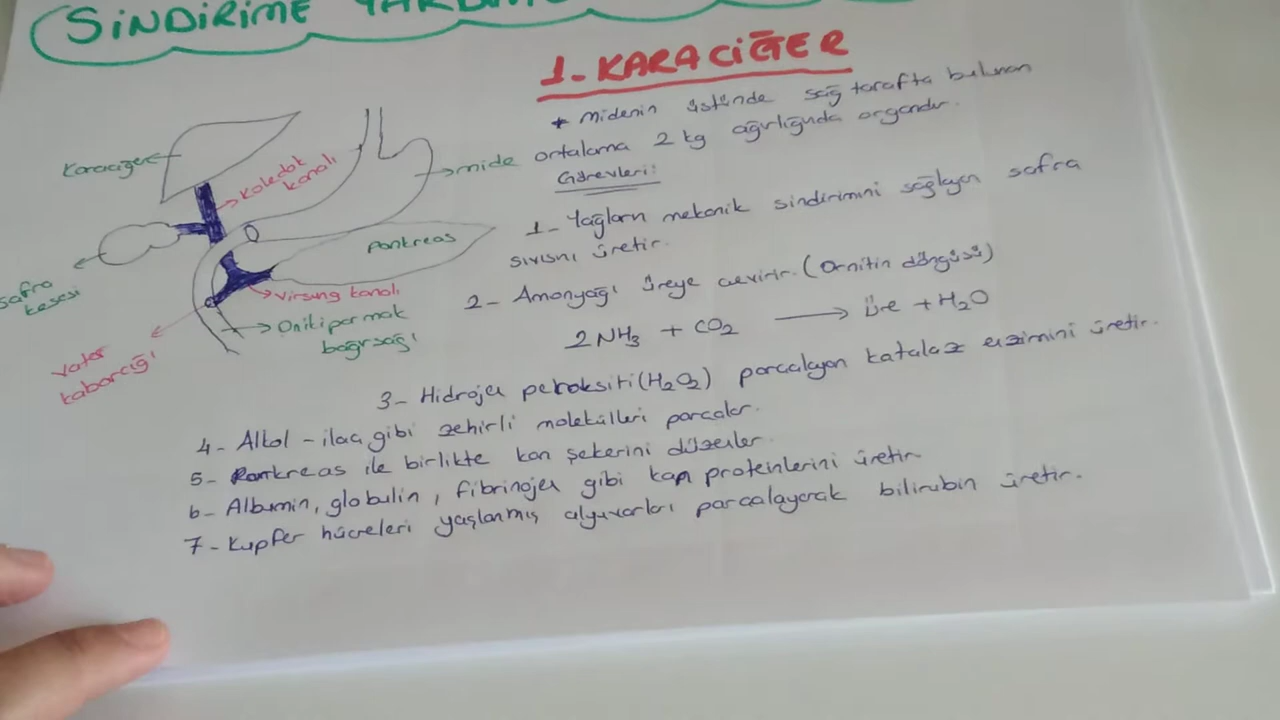 SİNDİRİME
1-KARACİĞER
* Midenin üstünde sağ tarafta bulunan
ortalama 2 kg ağırlığında organdır.
Görevleri:
1- Yağların mekanik sindirimini sağlayan safra
sıvısını üretir.
2- Amonyağı üreye çevirir. (Ornitin döngüsü)
2NH₃ + CO₂ → Üre + H₂O
3- Hidrojen peroksiti (H₂O₂) parçalayan katalaz enzimini üretir.
4- Alkol - ilaç gibi zehirli molekülleri parçalar.
5- Pankreas ile birlikte kan şekerini düzenler.
6- Albumin, globulin, fibrinojen gibi kan proteinlerini üretir.
7- Kupfer hücreleri yaşlanmış alyuvarları parçalayarak bilirubin üretir.
Karaciğer
Koledok
kanalı
mide
Pankreas
safra
kesesi
Virsung kanalı
Onikiparmak
bağırsağı
Vater
kabarcığı